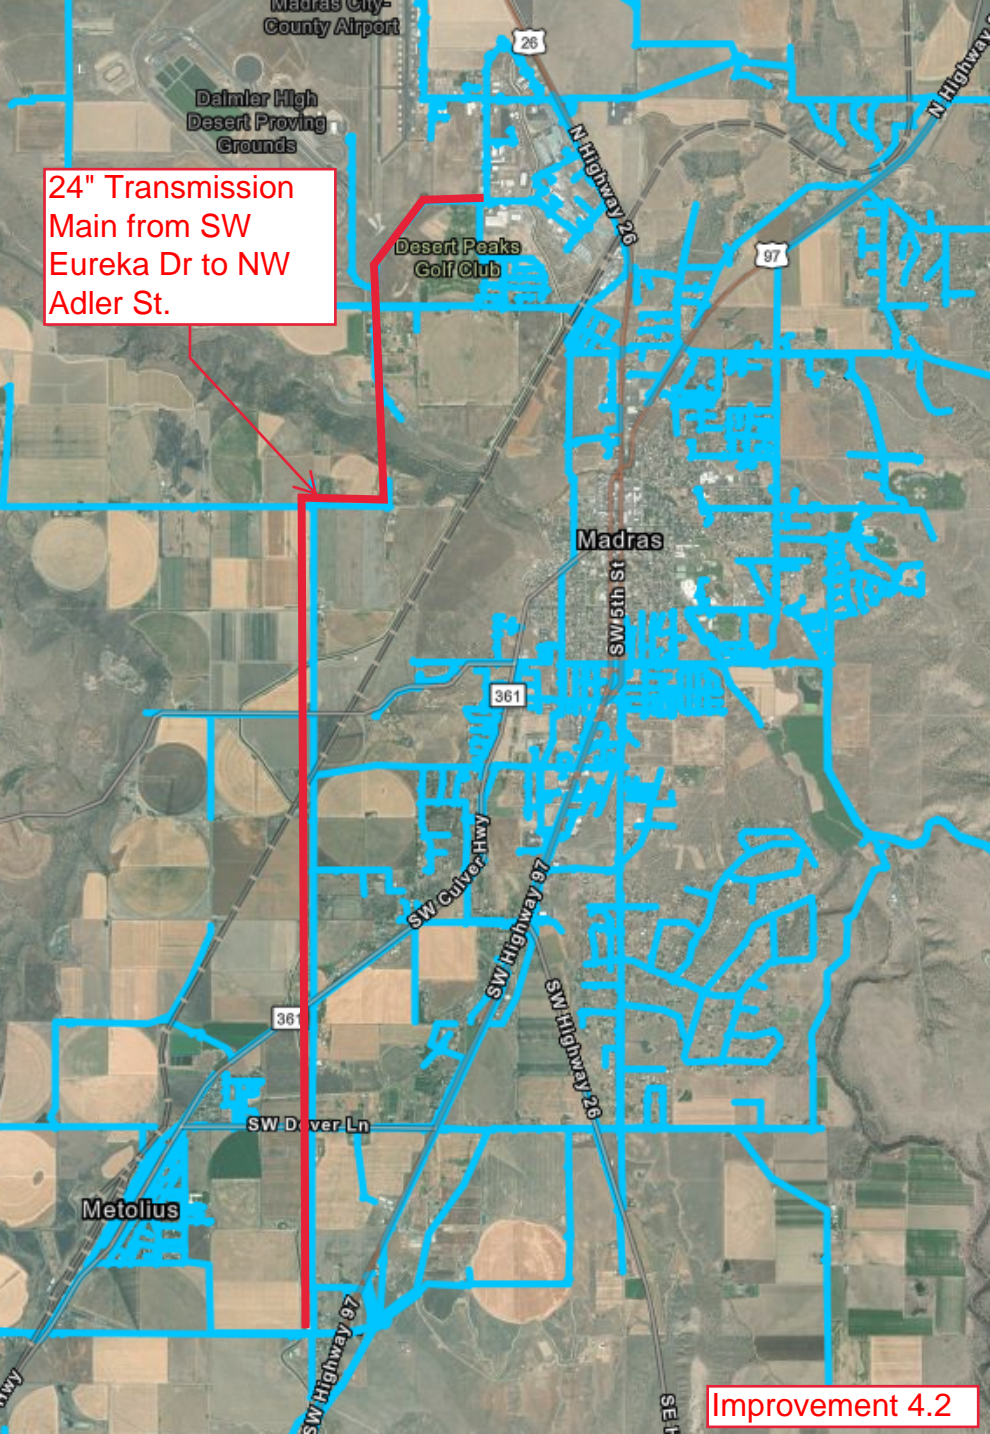 Madras City-
County Airport
26
N Highway
Daimler High
Desert Proving
Grounds
N Highway 26
24" Transmission
Main from SW
Eureka Dr to NW
Adler St.
Desert Peaks
Golf Club
97
Madras
SW 5th St
361
SW Culver Hwy
SW Highway 97
SW Highway 26
361
SW Dover Ln
Metolius
SW Highway 97
Hwy
SE
Improvement 4.2